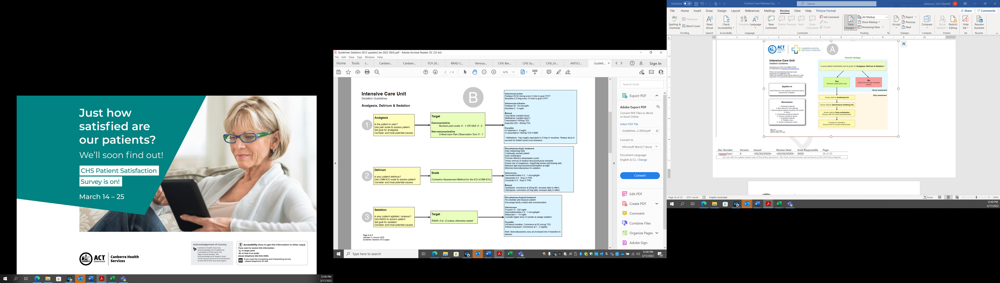 Just how
satisfied are
our patients?
We'll soon find out!
CHS Patient Satisfaction
Survey is on!
March 14 – 25
ACT
Government
Canberra Health
Services
Acknowledgement of Country
Canberra Health Services
acknowledges the Traditional
Custodians of the land, the
Ngunnawal people. We
acknowledge and respect their
continuing culture and contribution
to the life of this city and region.
Accessibility (how to get this information in other ways)
If you want to receive this information:
- in larger print
- or hear it on audio
please telephone (02) 5124 0000.
If you need the translating and interpreting service
– please telephone 131 450.
12:40 PM
3/17/2022
Guidelines Sedation 2012 updated Jan 2022 (003).pdf - Adobe Acrobat Reader DC (32-bit)
File Edit View Sign Window Help
Home Tools r... Canberr... Canberr... TCH 20... RRAD C... Venous... CHS Ber... CHS Su... CHS_Gr... ANTICI... Guideli... Sign In
2 / 4 62%
Intensive Care Unit
Sedation Guidelines
B
Analgesia, Delirium & Sedation
1
Analgesia
Is the patient in pain?
Use pain scale to assess patient
Set goal for analgesia
Consider and treat potential causes
Target
Communicative
Numeric pain scale: 0 - 1 OR VAS: 0 - 2
Non-communicative
Critical-care Pain Observation Tool: 0 - 1
Intravenous bolus
Fentanyl 25-50 microg every 5 mins to goal CPOT
Morphine 2.5-5mg every 10 mins to goal CPOT
Intravenous infusion
Fentanyl 20 - 50 microg/hr
Morphine 2 - 5 mg/hr
Enteral
Oxycodone (variable dose)
Methadone (variable dose*)
Paracetamol 1000mg TDS
Ibuprofen 200 - 400mg TDS
Consider
IV ketamine 4 - 8 mg/hr
IV paracetamol 1000mg TDS if NBM
* Methadone: 1mg roughly equivalent to 2.5mg IV morphine. Reduce dose to
account for limited opioid cross-tolerance.
2
Delirium
Is your patient delirious?
Use CAM-ICU scale to assess patient
Consider and treat potential causes
Scale
Confusion Assessment Method for the ICU (CAM-ICU)
Non-pharmacologic treatment
Daily Awakening trials
Continually reorient patient
Early mobilisation
Promote effective sleep/awake cycles
Timely removal of medical devices/physical restraints
Ensure use of eyeglasses, magnifying lenses and hearing aids
Minimise light exposure/noise/stimulation at night
Minimise benzodiazepines for sedation
Intravenous
Dexmedetomidine 0.2 - 1 microg/kg/hr
Haloperidol 2.5 - 5mg IV PRN
Droperidol 2.5 - 5mg IV PRN
Enteral
Quetiapine: commence at 25mg BD. Increase daily to effect.
Olanzapine: commence at 5mg daily. Increase daily to effect.
3
Sedation
Is your patient agitated / anxious?
Use RASS to assess patient
Set goal for sedation
Consider and treat potential causes
Target
RASS: 0 to -2 unless otherwise stated
Non-pharmacological treatment
Re-orientate and reassure patient
Encourage family contact and communication
Intravenous
Propofol 10 - 200 mg/hr
Dexmedetomidine 0.2 - 1 microg/kg/hr
Midazolam 1 - 10 mg/hr
Consider higher dose of opioids as analgo-sedation
Consider
IV/Enteral clonidine: Commence at 50 microg TDS
Enteral lorazepam: Commence at 1 - 2 mg/day
Note: Benzodiazepines carry an increased risk of transition to
delirium
Page 2 of 4
Updated 31 January 2022
Guidelines Sedation 2012.pages
Search tools
Export PDF
Adobe Export PDF
Convert PDF Files to Word
or Excel Online
Select PDF File
Guidelines...2 (003).pdf
Convert to
Microsoft Word (*.docx)
Document Language:
English (U.S.) Change
Convert
Edit PDF
Create PDF
Comment
Combine Files
Organize Pages
Adobe Sign
Type here to search
12:40 PM
3/17/2022
20
AutoSave Off Comfort Care Pathway Gui... Search Ashmore, Toni (Health) AT
File Home Insert Draw Design Layout References Mailings Review View Help Picture Format Share Comments
Spelling &
Grammar
Thesaurus
Word Count
Proofing
Read
Aloud
Speech
Check
Accessibility
Accessibility
Translate Language
Language
New
Comment
Delete Previous Next
Show
Comments
Ink Comment
Pen
Eraser
Comments
Track
Changes
All Markup
Show Markup
Reviewing Pane
Tracking
Accept
Reject
Previous
Next
Changes
Compare
Compare
Block
Authors
Restrict
Editing
Protect
Hide
Ink
Ink
Resume
Assistant
Resume
ACT
Government
Health
CANBERRA HOSPITAL
AND HEALTH SERVICES
A
Intensive Care Unit
Sedation Guidelines
Developed by Dr Sean Chan BMed FCICM
Please read accompanying discussion paper.
Drug doses are suggestions only.
Patient care decisions should only be made by or under
supervision of an experienced Intensive Care clinician.
Applies to
Adult Intensive Care patients receiving invasive
mechanical ventilation.
Exclusions
1. Extubated patients
2. Non-intensive Care patients
3. Neurosurgical patients requiring ICP control
4. Burns
5. Chemically paralysed patients
6. Chronic substance abuse
7. Paediatric patients
8. Palliative care
9. Severe cardiogenic shock
Overall strategy
Is your patient comfortable and at goals for Analgesia, Delirium & Sedation?
Yes
Reassess goals twice a day
No
Assess for and treat reversible
causes
Hourly assessment
Daily assessment
Assess daily for Awakening trial
Assess daily for Spontaneous breathing trial
Assess daily for Early mobilisation
Discuss with ICU senior physiotherapist
Consider for extubation
Discuss with ICU senior medical team
Page 1 of 4
Doc Number Version Issued Review Date Area Responsible Page
<xxxxx/xxx> X <XX/XX/XXXX> <XX/XX/XXXX> XXXX 26 of 33
Do not refer to a paper based copy of this policy document. The most current version can be found on the CHS Policy Register
Page 26 of 33 6701 words English (Australia) Focus 100%
12:40 PM
3/17/2022